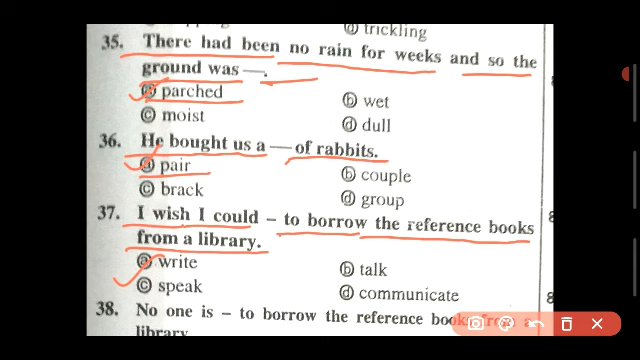 ⓓ trickling
35. There had been no rain for weeks and so the
ground was —.
ⓐ parched ⓑ wet
ⓒ moist ⓓ dull
36. He bought us a — of rabbits.
ⓐ pair ⓑ couple
ⓒ brack ⓓ group
37. I wish I could – to borrow the reference books
from a library.
ⓐ write ⓑ talk
ⓒ speak ⓓ communicate
38. No one is – to borrow the reference books from a
library.